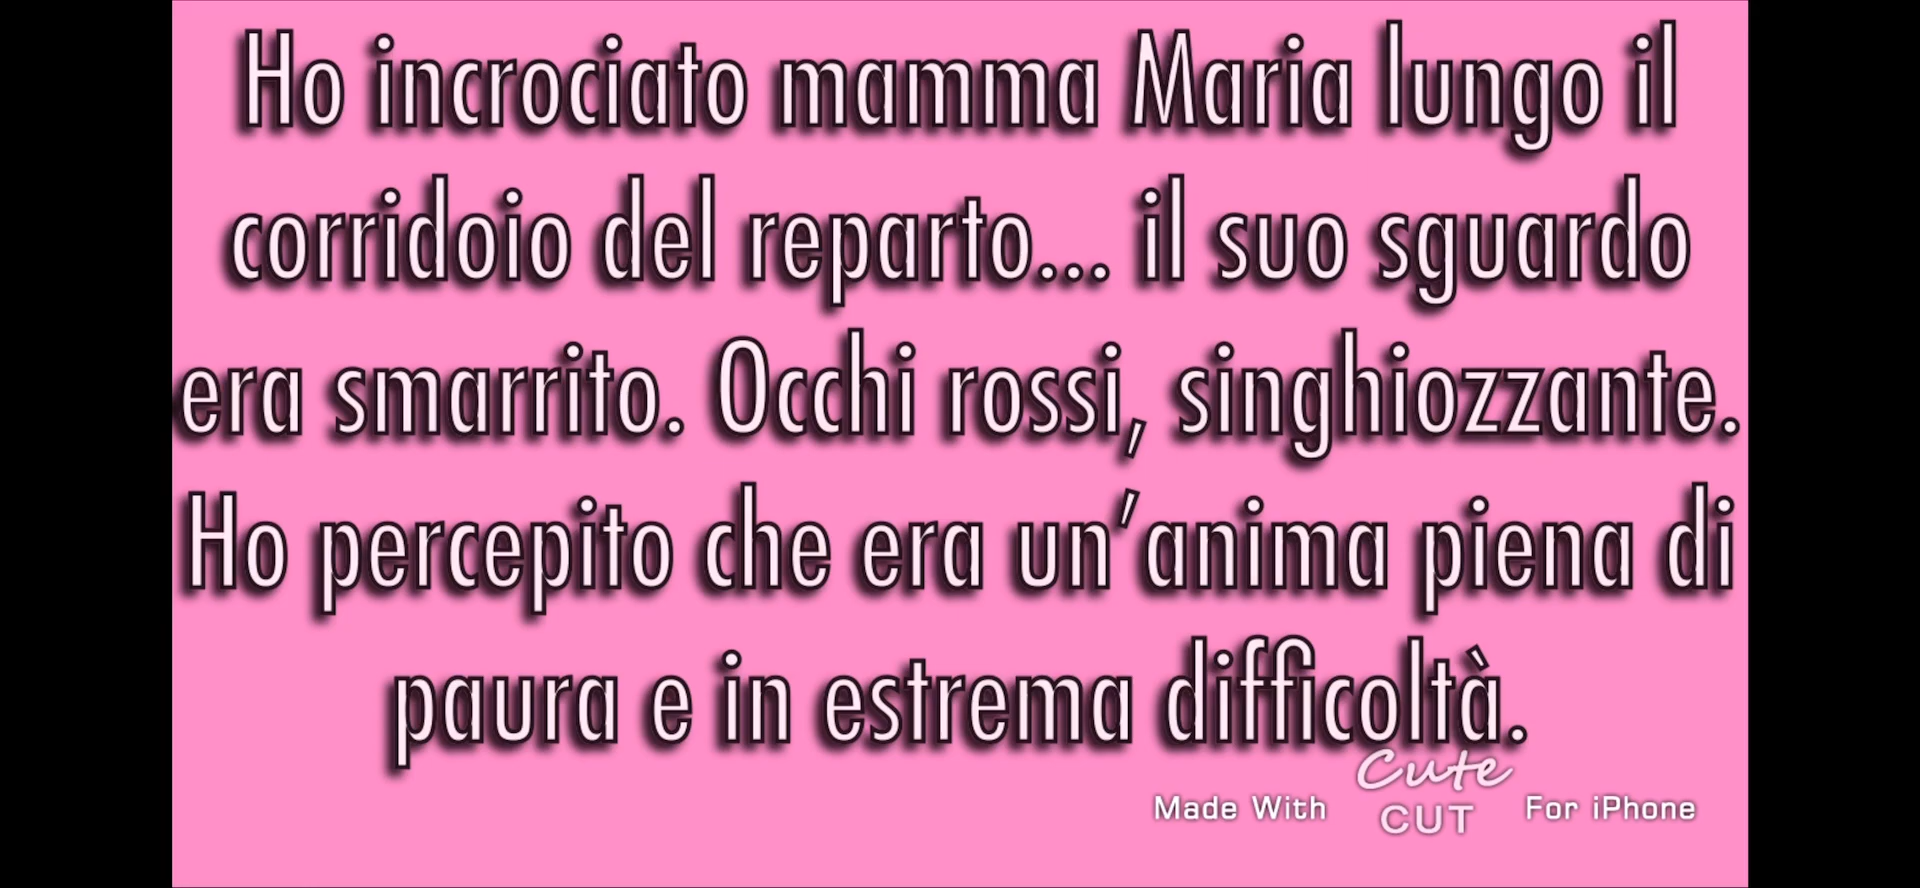 Ho incrociato mamma Maria lungo il
corridoio del reparto... il suo sguardo
era smarrito. Occhi rossi, singhiozzante.
Ho percepito che era un’anima piena di
paura e in estrema difficoltà.
Made With Cute CUT For iPhone